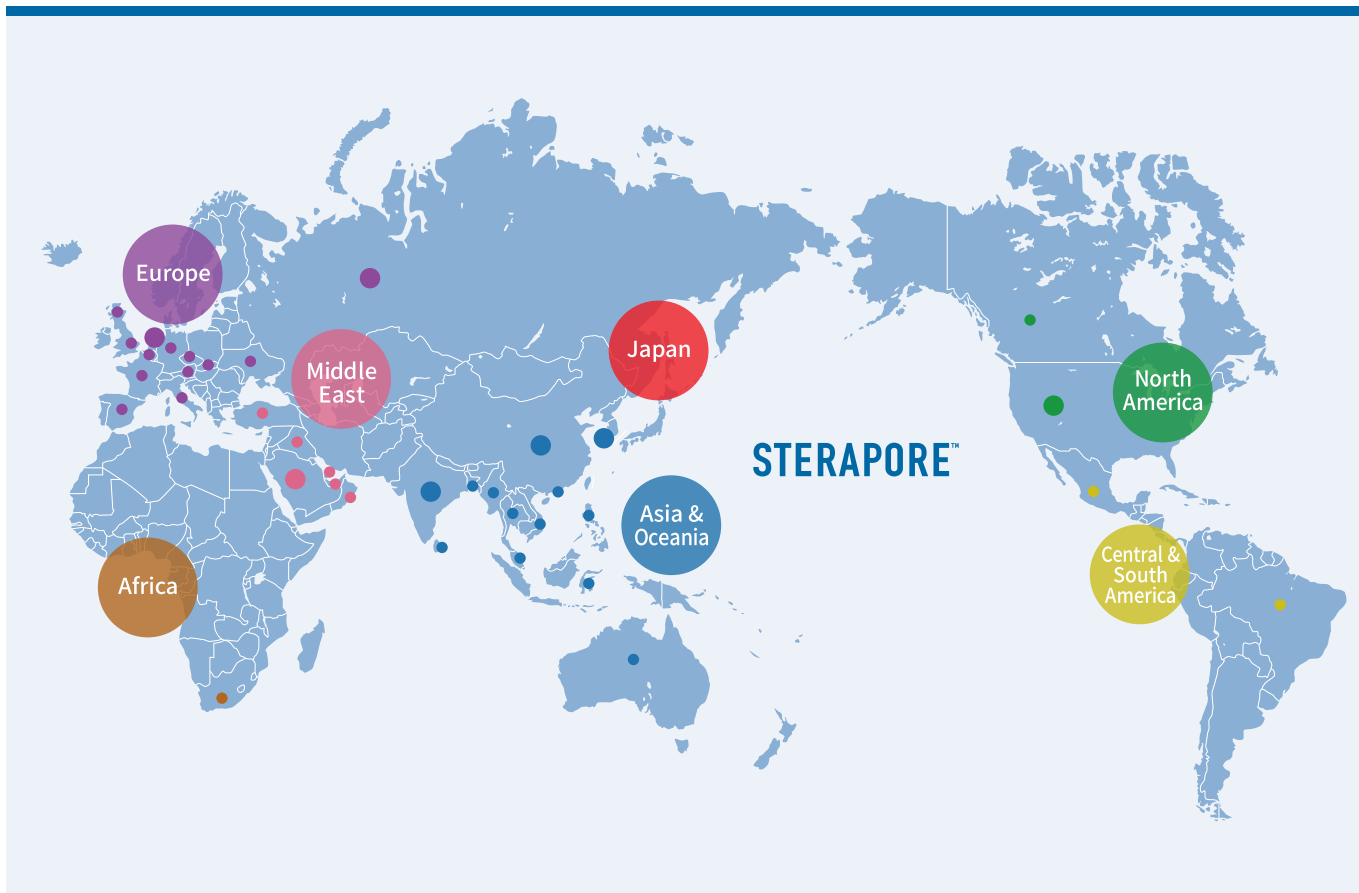 Europe
Middle
East
Japan
North
America
STERAPORE™
Asia &
Oceania
Central &
South
America
Africa